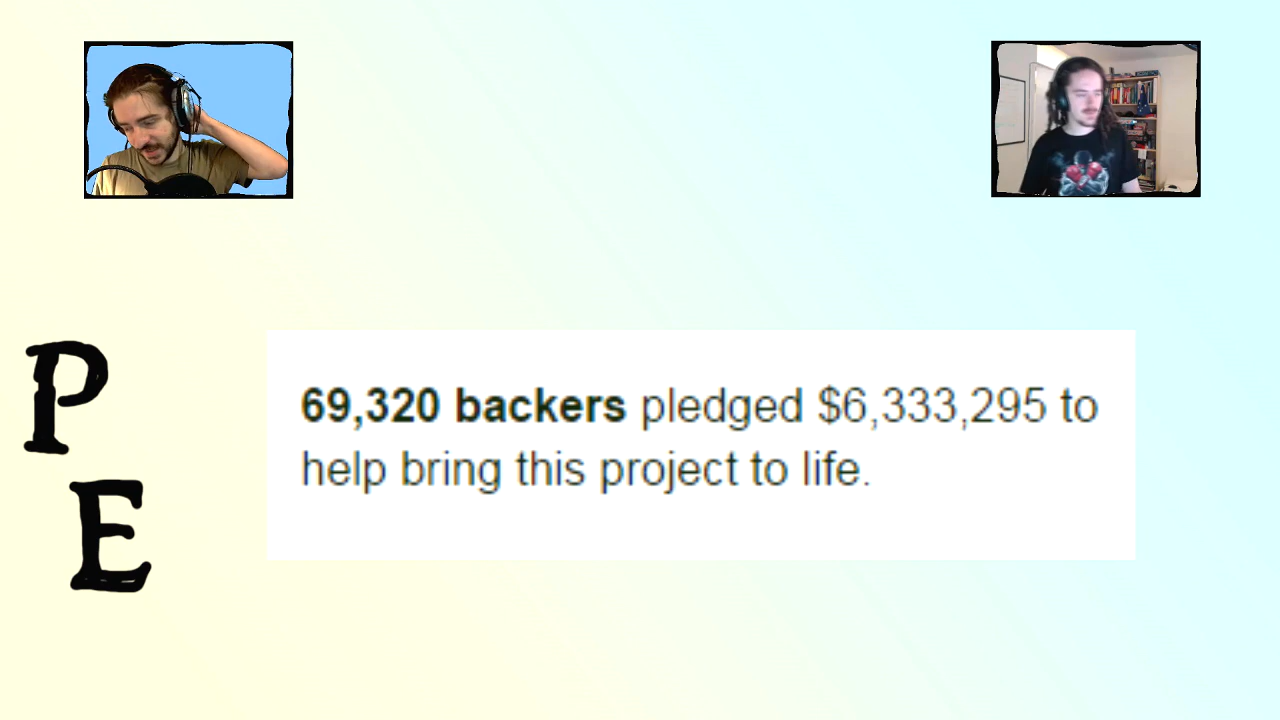 P
E
69,320 backers pledged $6,333,295 to
help bring this project to life.